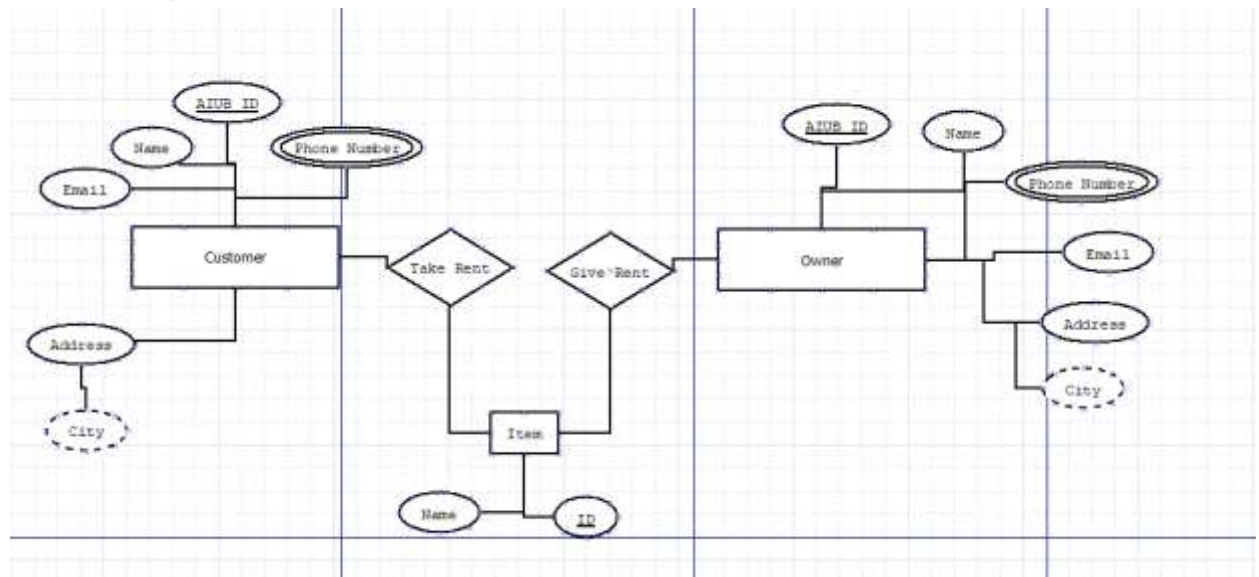 AIUB ID
Name
Phone Number
Email
Customer
Address
City
Take Rent
Give Rent
Item
Name
ID
AIUB ID
Name
Phone Number
Owner
Email
Address
City